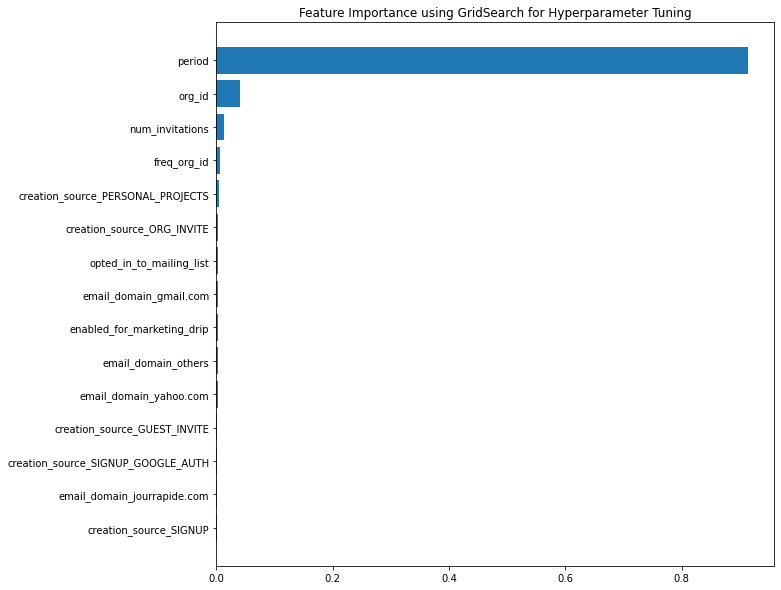 Feature Importance using GridSearch for Hyperparameter Tuning
period
org_id
num_invitations
freq_org_id
creation_source_PERSONAL_PROJECTS
creation_source_ORG_INVITE
opted_in_to_mailing_list
email_domain_gmail.com
enabled_for_marketing_drip
email_domain_others
email_domain_yahoo.com
creation_source_GUEST_INVITE
creation_source_SIGNUP_GOOGLE_AUTH
email_domain_jourrapide.com
creation_source_SIGNUP
0.0 0.2 0.4 0.6 0.8